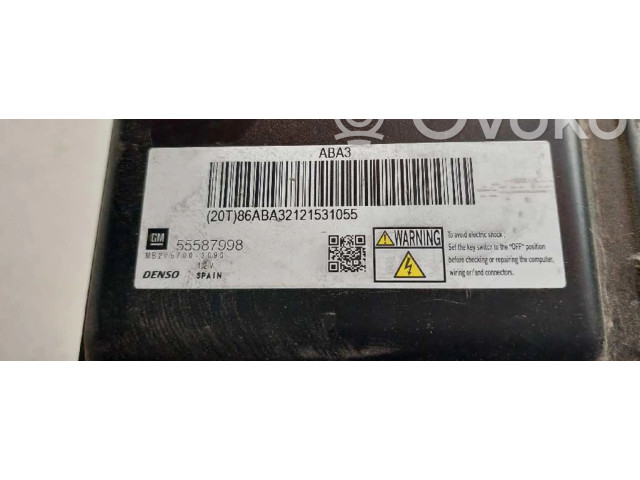 ABA3
(20T)86ABA32121531055
GM
55587998
12V
DENSO
SPAIN
WARNING
To avoid electric shock
Set the key switch to the "OFF" position
before checking or repairing the computer,
wiring or/and connectors.